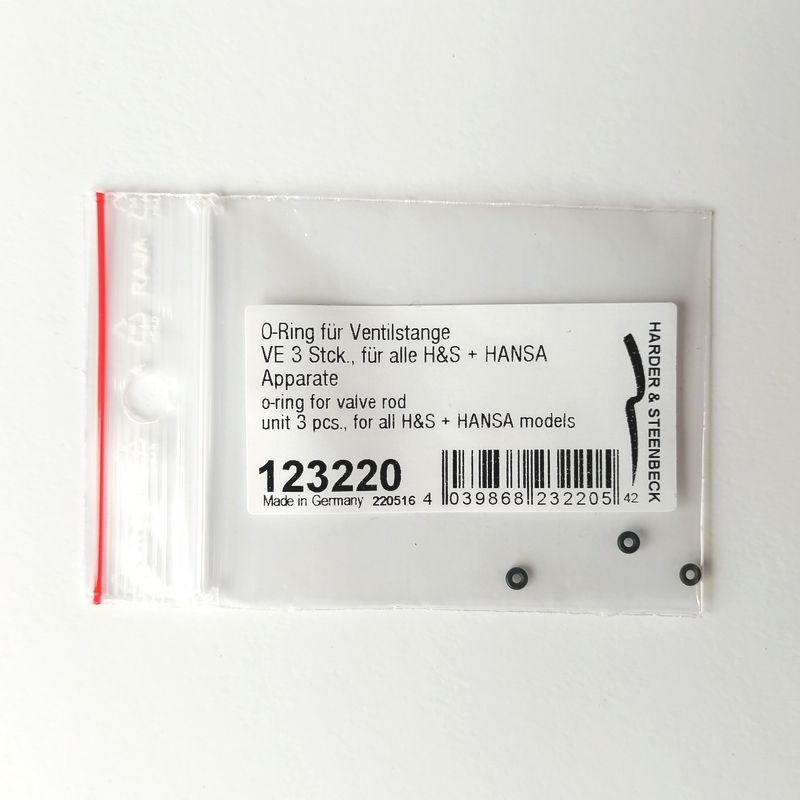 O-Ring für Ventilstange
VE 3 Stck., für alle H&S + HANSA
Apparate
o-ring for valve rod
unit 3 pcs., for all H&S + HANSA models
123220
Made in Germany 220516
4 039868 232205 42
HARDER & STEENBECK
RAJA